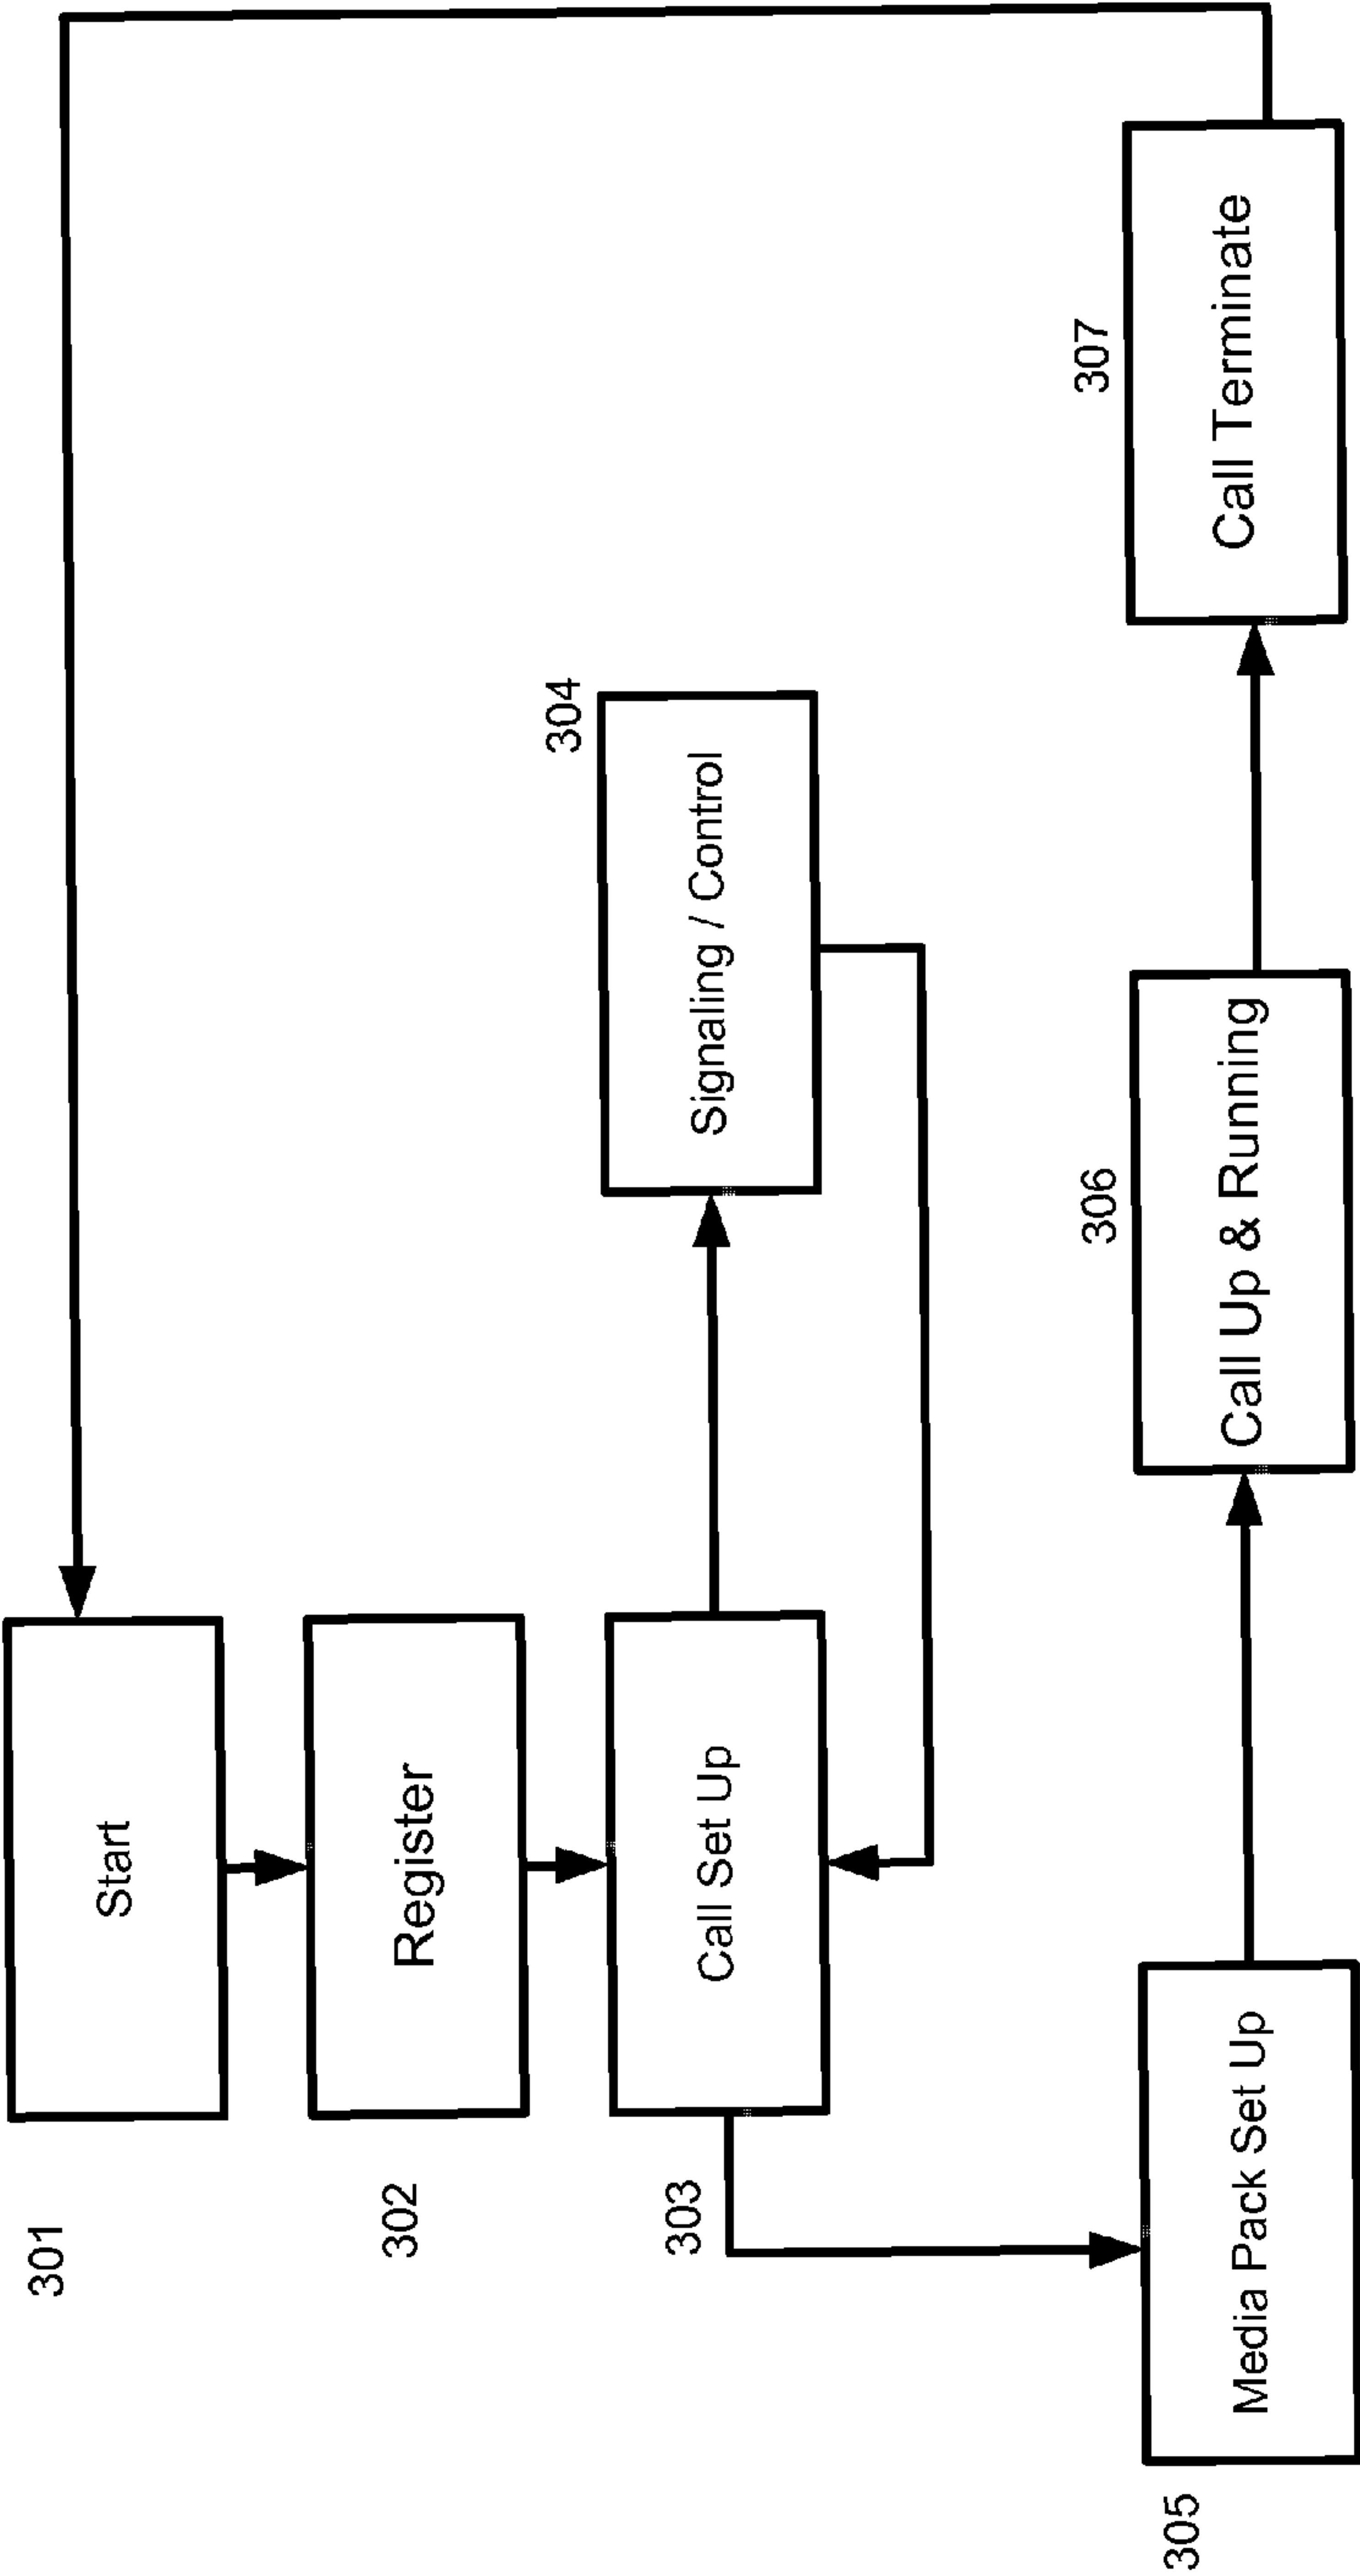 301
Start
302
Register
303
Call Set Up
304
Signaling / Control
305
Media Pack Set Up
306
Call Up & Running
307
Call Terminate